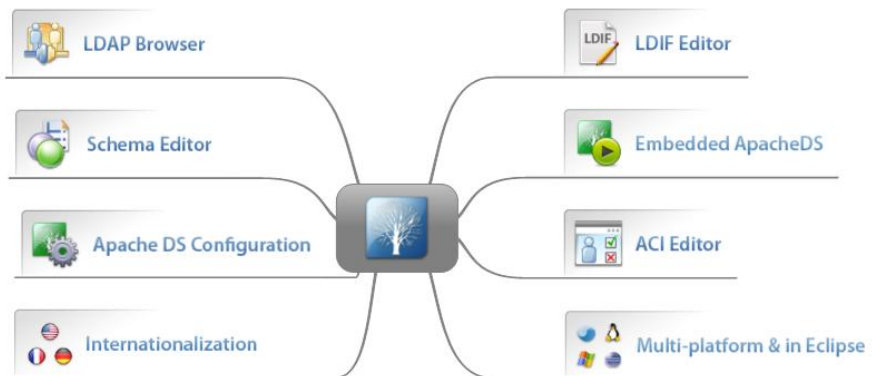 LDAP Browser
LDIF
LDIF Editor
Schema Editor
Embedded ApacheDS
Apache DS Configuration
ACI Editor
Internationalization
Multi-platform & in Eclipse